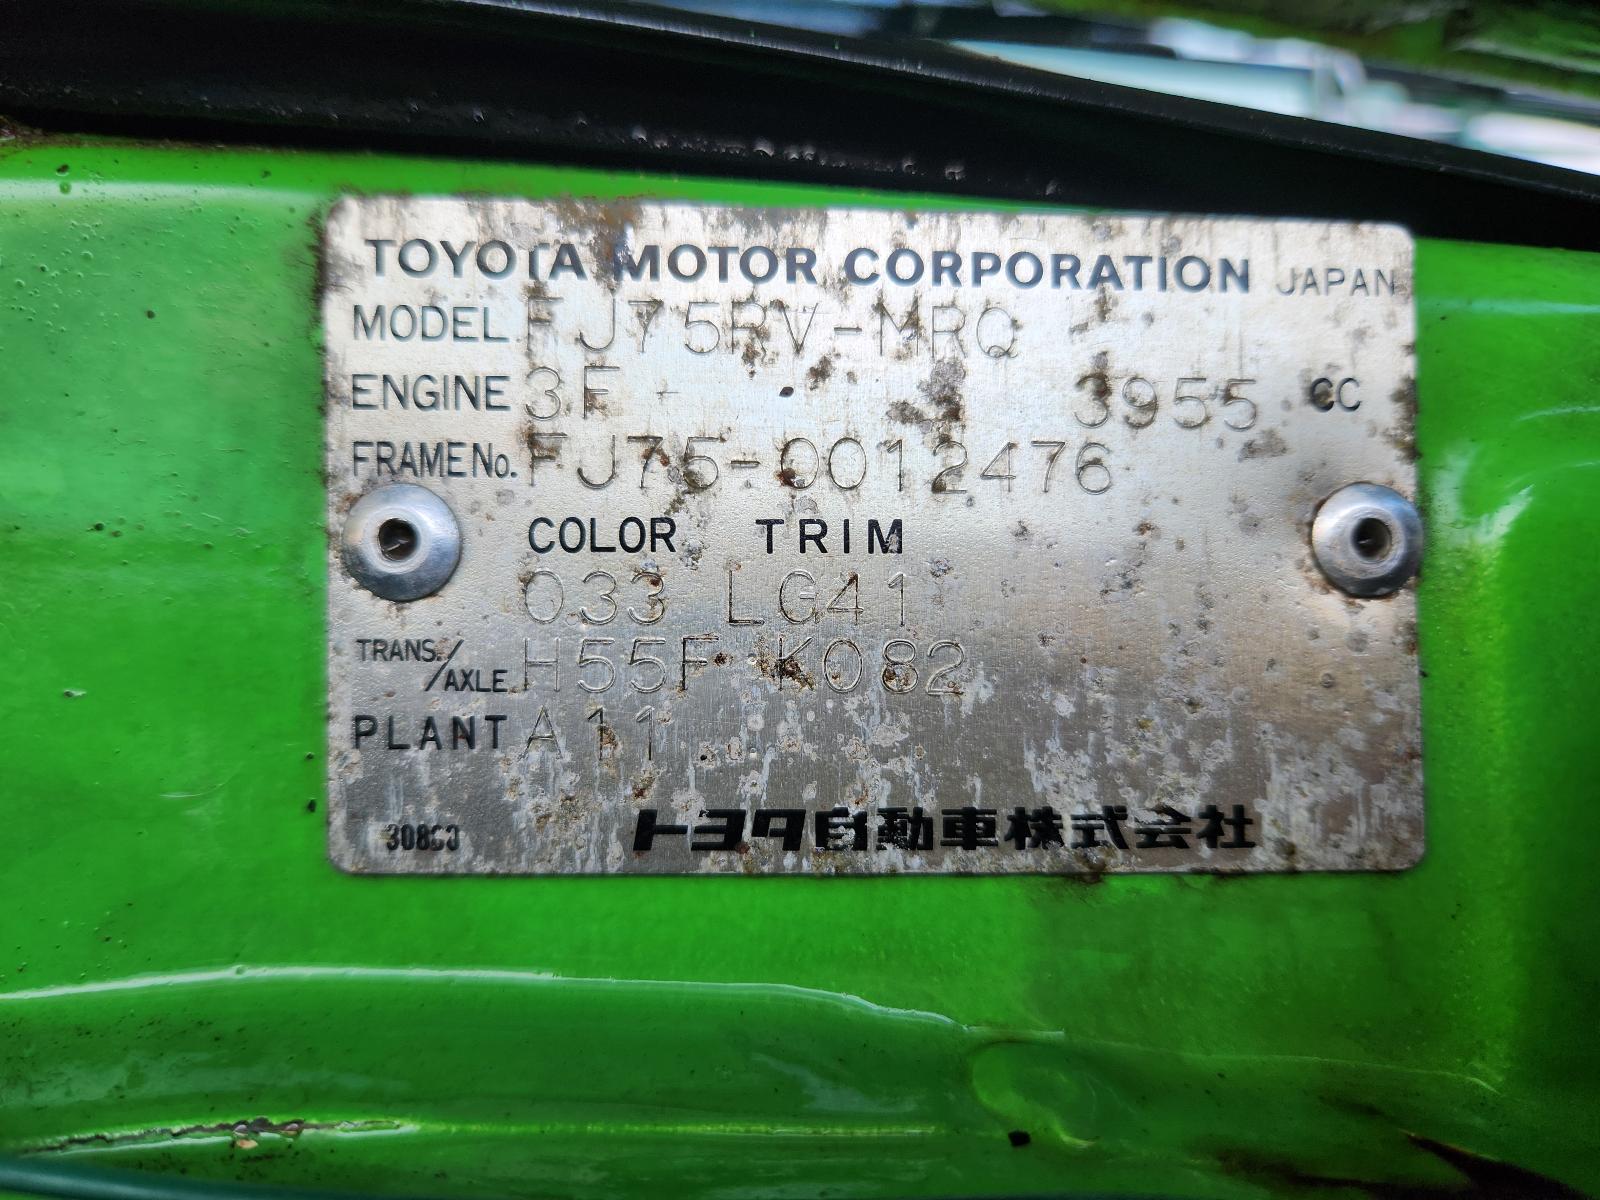 TOYOTA MOTOR CORPORATION JAPAN
MODEL FJ75RV-MRQ
ENGINE 3F 3955 CC
FRAME No. FJ75-0012476
COLOR TRIM
033 LG41
TRANS./AXLE H55F K082
PLANT A11
トヨタ自動車株式会社